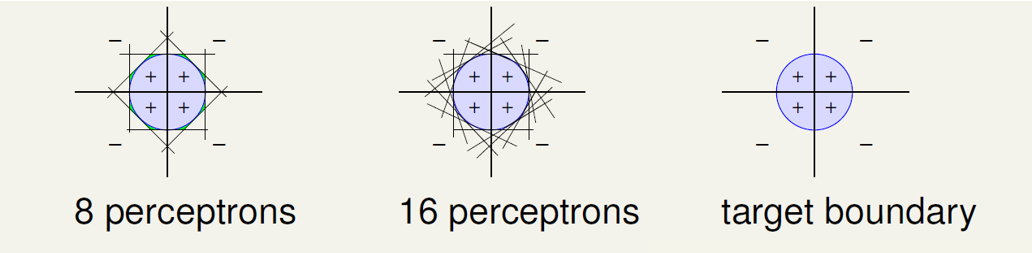 − − − − − −
+ + + + + +
+ + + + + +
− − − − − −
8 perceptrons 16 perceptrons target boundary